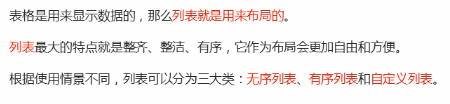 表格是用来显示数据的，那么列表就是用来布局的。
列表最大的特点就是整齐、整洁、有序，它作为布局会更加自由和方便。
根据使用情景不同，列表可以分为三大类：无序列表、有序列表和自定义列表。